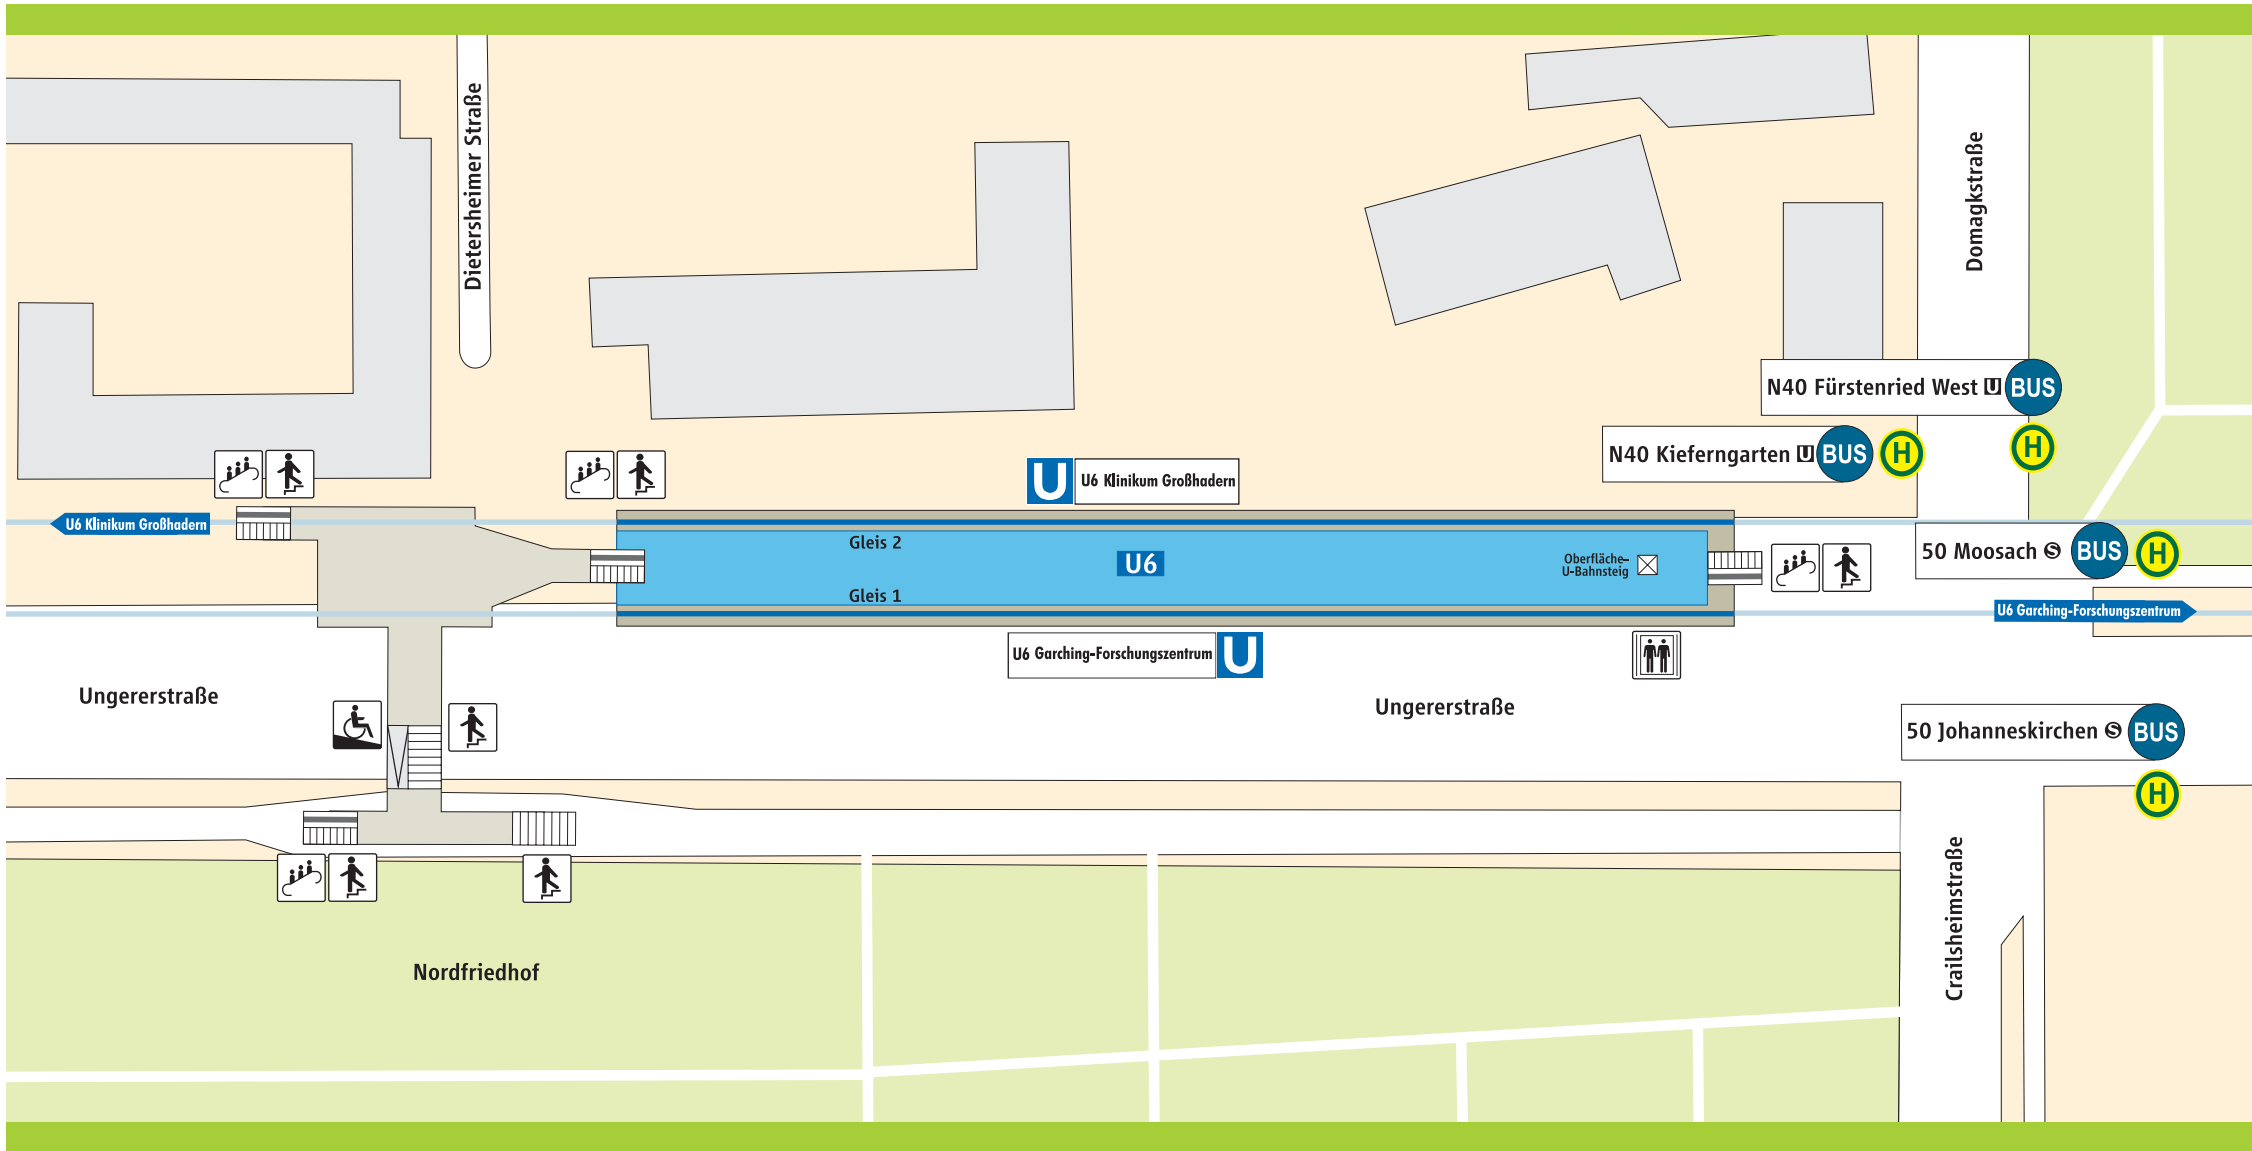 Dietersheimer Straße
Domagkstraße
N40 Fürstenried West U BUS
H
N40 Kieferngarten U BUS
H
U U6 Klinikum Großhadern
U6 Klinikum Großhadern
Gleis 2
U6
Oberfläche–
U-Bahnsteig
Gleis 1
50 Moosach S BUS
H
U6 Garching-Forschungszentrum
U6 Garching-Forschungszentrum U
Ungererstraße
Ungererstraße
50 Johanneskirchen S BUS
H
Crailsheimstraße
Nordfriedhof